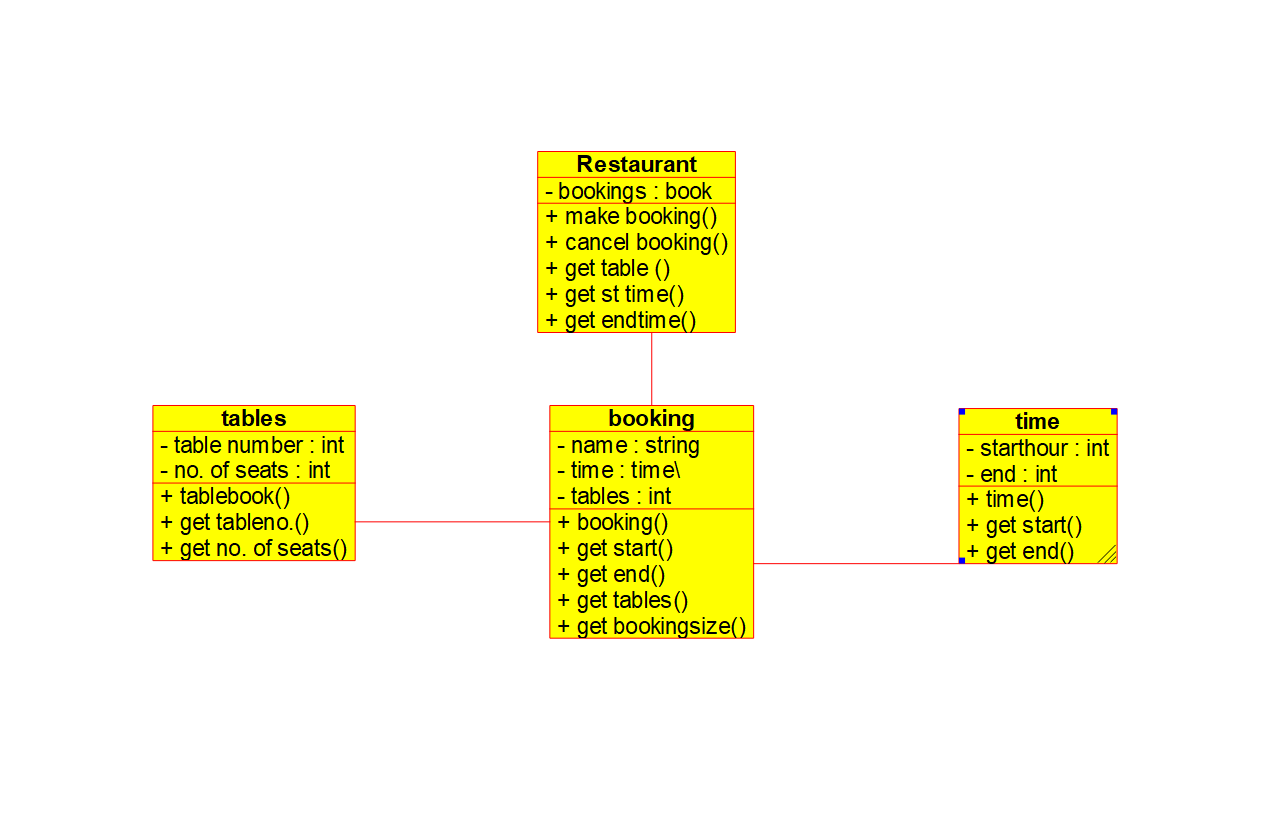 Restaurant
- bookings : book
+ make booking()
+ cancel booking()
+ get table ()
+ get st time()
+ get endtime()
tables
- table number : int
- no. of seats : int
+ tablebook()
+ get tableno.()
+ get no. of seats()
booking
- name : string
- time : time\
- tables : int
+ booking()
+ get start()
+ get end()
+ get tables()
+ get bookingsize()
time
- starthour : int
- end : int
+ time()
+ get start()
+ get end()